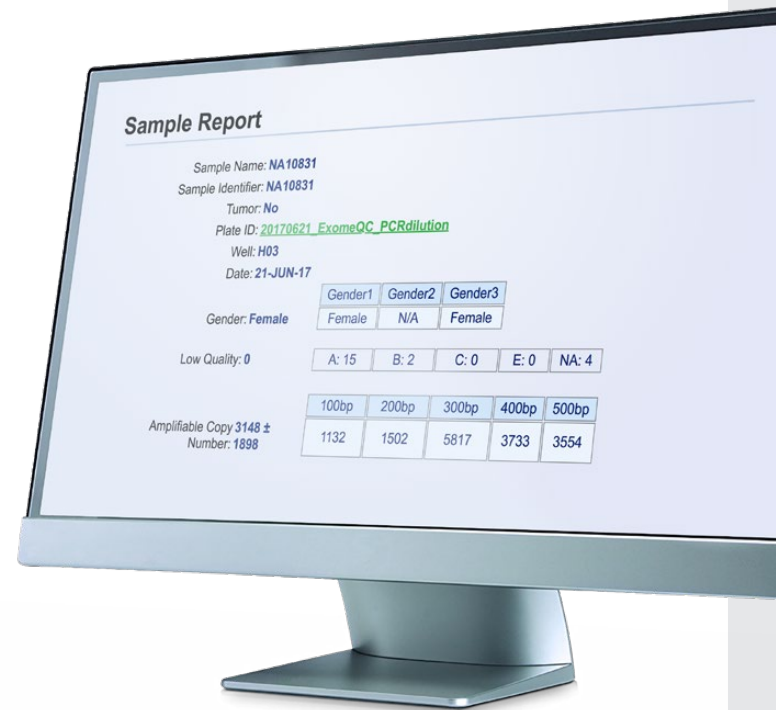 Sample Report
Sample Name: NA10831
Sample Identifier: NA10831
Tumor: No
Plate ID: 20170621_ExomeQC_PCRdilution
Well: H03
Date: 21-JUN-17
Gender1 Gender2 Gender3
Gender: Female Female N/A Female
Low Quality: 0 A: 15 B: 2 C: 0 E: 0 NA: 4
100bp 200bp 300bp 400bp 500bp
Amplifiable Copy 3148 ±
Number: 1898 1132 1502 5817 3733 3554